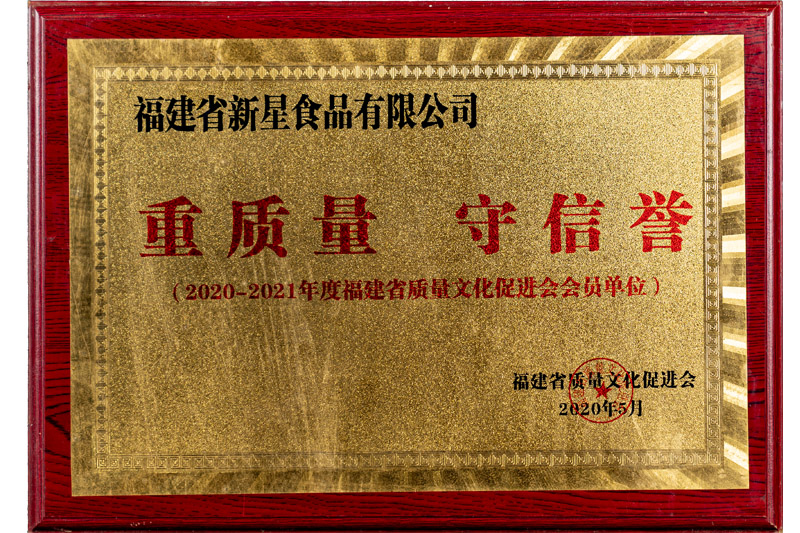 福建省新星食品有限公司
重质量 守信誉
（2020-2021年度福建省质量文化促进会会员单位）
福建省质量文化促进会
2020年5月